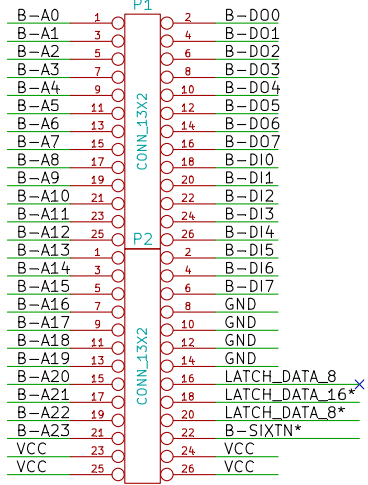 P1
B-A0 1 2 B-DO0
B-A1 3 4 B-DO1
B-A2 5 6 B-DO2
B-A3 7 8 B-DO3
B-A4 9 10 B-DO4
B-A5 11 12 B-DO5
B-A6 13 14 B-DO6
B-A7 15 16 B-DO7
B-A8 17 18 B-DI0
B-A9 19 20 B-DI1
B-A10 21 22 B-DI2
B-A11 23 24 B-DI3
B-A12 25 26 B-DI4
CONN_13X2
P2
B-A13 1 2 B-DI5
B-A14 3 4 B-DI6
B-A15 5 6 B-DI7
B-A16 7 8 GND
B-A17 9 10 GND
B-A18 11 12 GND
B-A19 13 14 GND
B-A20 15 16 LATCH_DATA_8
B-A21 17 18 LATCH_DATA_16*
B-A22 19 20 LATCH_DATA_8*
B-A23 21 22 B-SIXTN*
VCC 23 24 VCC
VCC 25 26 VCC
CONN_13X2